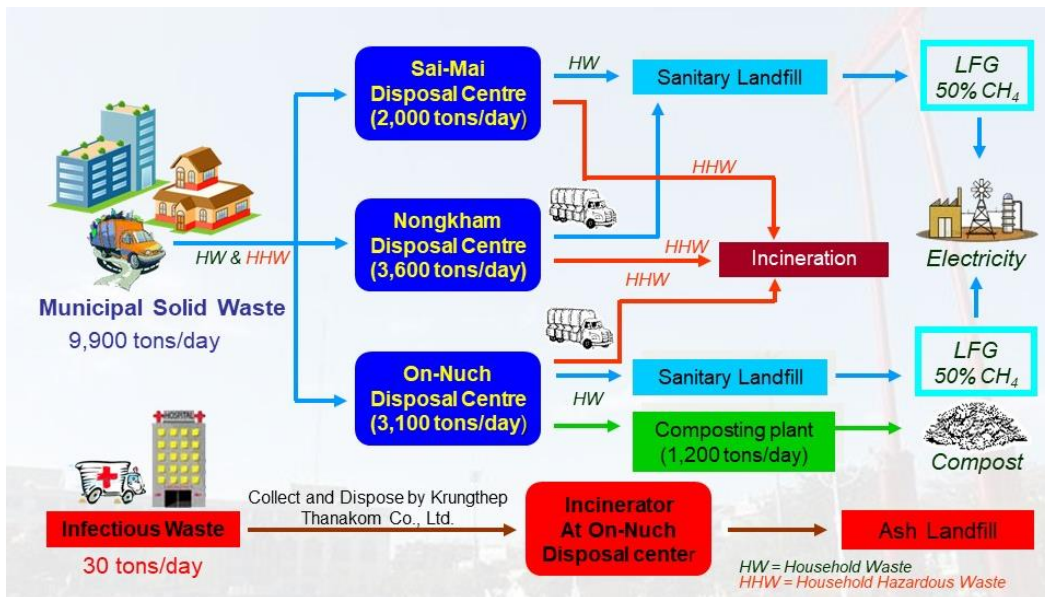 Sai-Mai
Disposal Centre
(2,000 tons/day)
HW
Sanitary Landfill
LFG
50% CH4
HHW
Nongkham
Disposal Centre
(3,600 tons/day)
HHW
HHW
Incineration
Electricity
HW & HHW
Municipal Solid Waste
9,900 tons/day
On-Nuch
Disposal Centre
(3,100 tons/day)
HW
Sanitary Landfill
LFG
50% CH4
Composting plant
(1,200 tons/day)
Compost
HOSPITAL
Infectious Waste
30 tons/day
Collect and Dispose by Krungthep
Thanakom Co., Ltd.
Incinerator
At On-Nuch
Disposal center
Ash Landfill
HW = Household Waste
HHW = Household Hazardous Waste